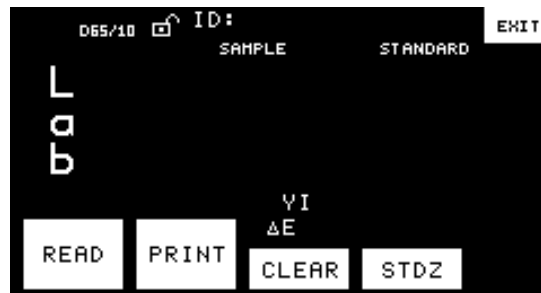 D65/10 ID: EXIT
SAMPLE STANDARD
L
a
b
YI
ΔE
READ PRINT CLEAR STDZ